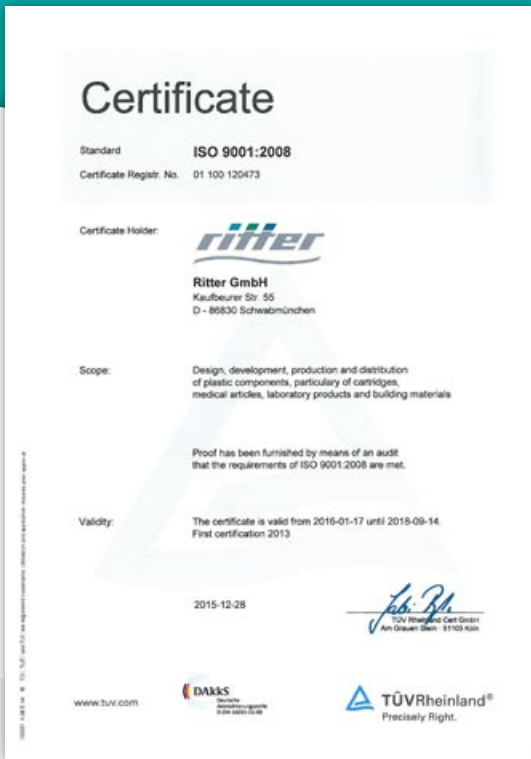 Certificate
Standard ISO 9001:2008
Certificate Registr. No. 01 100 120473
Certificate Holder:
ritter
Ritter GmbH
Kaufbeurer Str. 55
D - 86830 Schwabmünchen
Scope: Design, development, production and distribution
of plastic components, particulary of cartridges,
medical articles, laboratory products and building materials
Proof has been furnished by means of an audit
that the requirements of ISO 9001:2008 are met.
Validity: The certificate is valid from 2016-01-17 until 2018-09-14.
First certification 2013
2015-12-28
TÜV Rheinland Cert GmbH
Am Grauen Stein · 51105 Köln
www.tuv.com
DAkkS
Deutsche
Akkreditierungsstelle
TÜVRheinland®
Precisely Right.